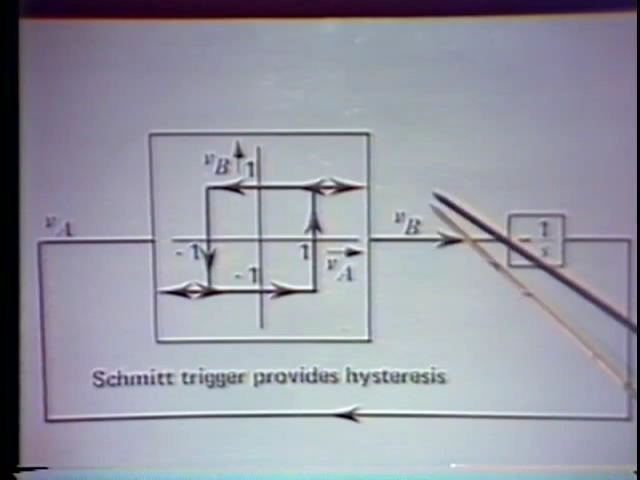 v_B 1
v_A
v_B
-1
1
-1
v_A
- 1
s
Schmitt trigger provides hysteresis